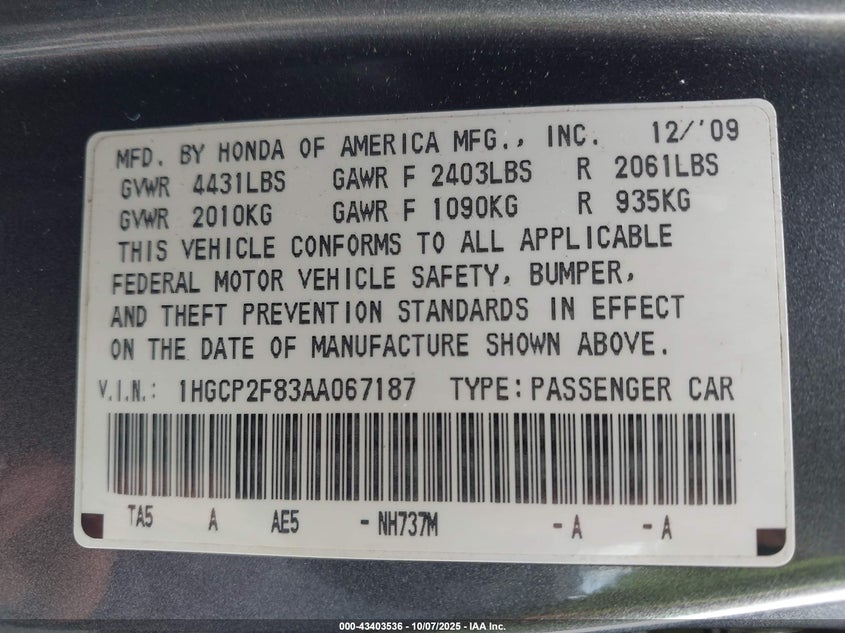 MFD. BY HONDA OF AMERICA MFG., INC. 12/'09
GVWR 4431LBS GAWR F 2403LBS R 2061LBS
GVWR 2010KG GAWR F 1090KG R 935KG
THIS VEHICLE CONFORMS TO ALL APPLICABLE
FEDERAL MOTOR VEHICLE SAFETY, BUMPER,
AND THEFT PREVENTION STANDARDS IN EFFECT
ON THE DATE OF MANUFACTURE SHOWN ABOVE.
V.I.N.: 1HGCP2F83AA067187 TYPE: PASSENGER CAR
TA5 A AE5 - NH737M - A - A
000-43403536 - 10/07/2025 - IAA Inc.